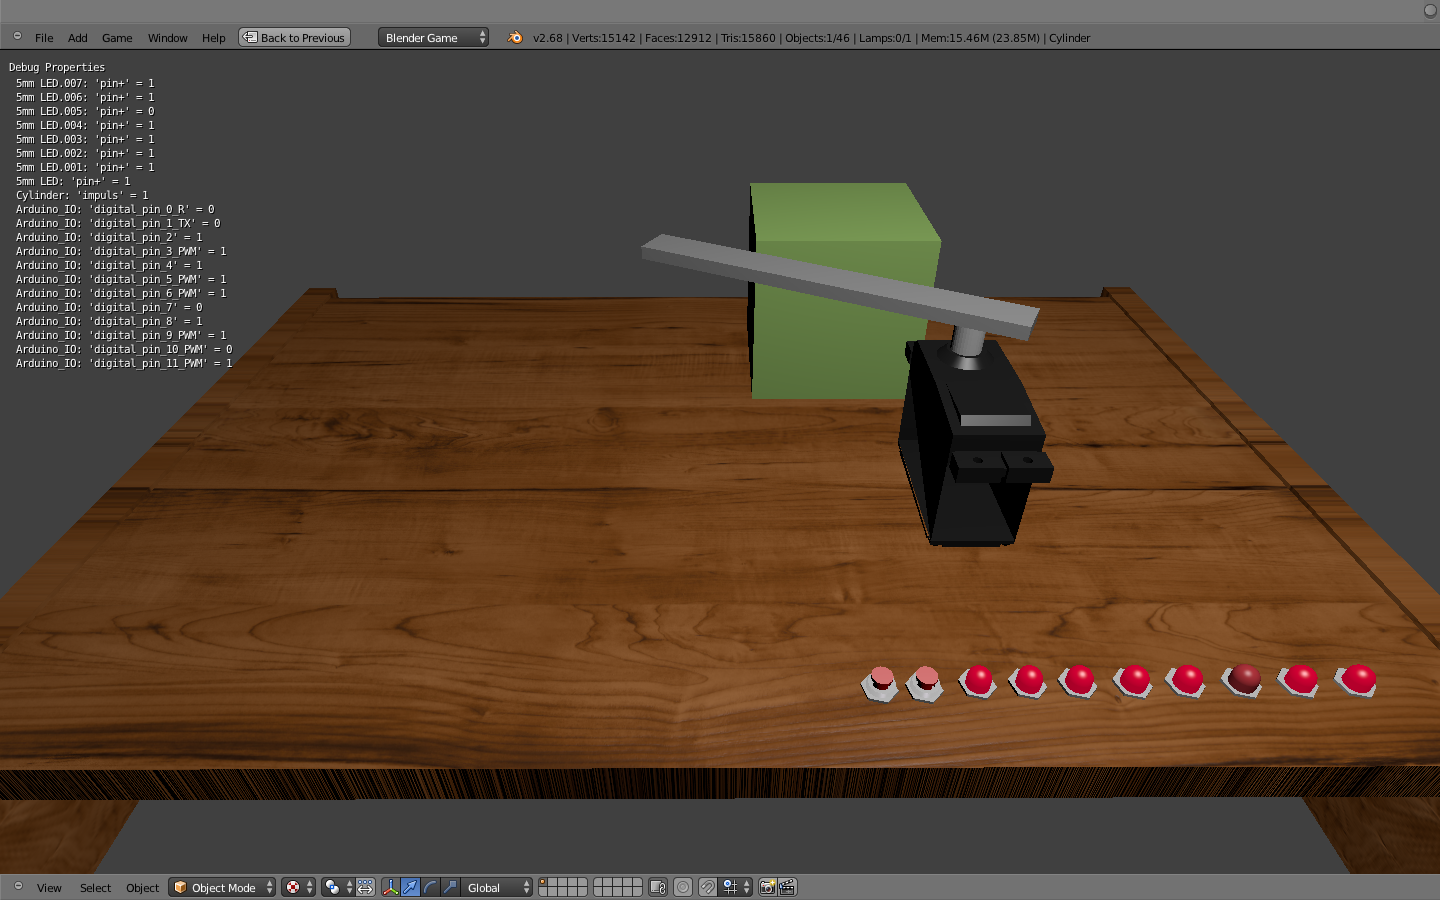 File Add Game Window Help Back to Previous Blender Game v2.68 | Verts:15142 | Faces:12912 | Tris:15860 | Objects:1/46 | Lamps:0/1 | Mem:15.46M (23.85M) | Cylinder
Debug Properties
5mm LED.007: 'pin+' = 1
5mm LED.006: 'pin+' = 1
5mm LED.005: 'pin+' = 0
5mm LED.004: 'pin+' = 1
5mm LED.003: 'pin+' = 1
5mm LED.002: 'pin+' = 1
5mm LED.001: 'pin+' = 1
5mm LED: 'pin+' = 1
Cylinder: 'impuls' = 1
Arduino_IO: 'digital_pin_0_R' = 0
Arduino_IO: 'digital_pin_1_TX' = 0
Arduino_IO: 'digital_pin_2' = 1
Arduino_IO: 'digital_pin_3_PWM' = 1
Arduino_IO: 'digital_pin_4' = 1
Arduino_IO: 'digital_pin_5_PWM' = 1
Arduino_IO: 'digital_pin_6_PWM' = 1
Arduino_IO: 'digital_pin_7' = 0
Arduino_IO: 'digital_pin_8' = 1
Arduino_IO: 'digital_pin_9_PWM' = 1
Arduino_IO: 'digital_pin_10_PWM' = 0
Arduino_IO: 'digital_pin_11_PWM' = 1
View Select Object Object Mode Global